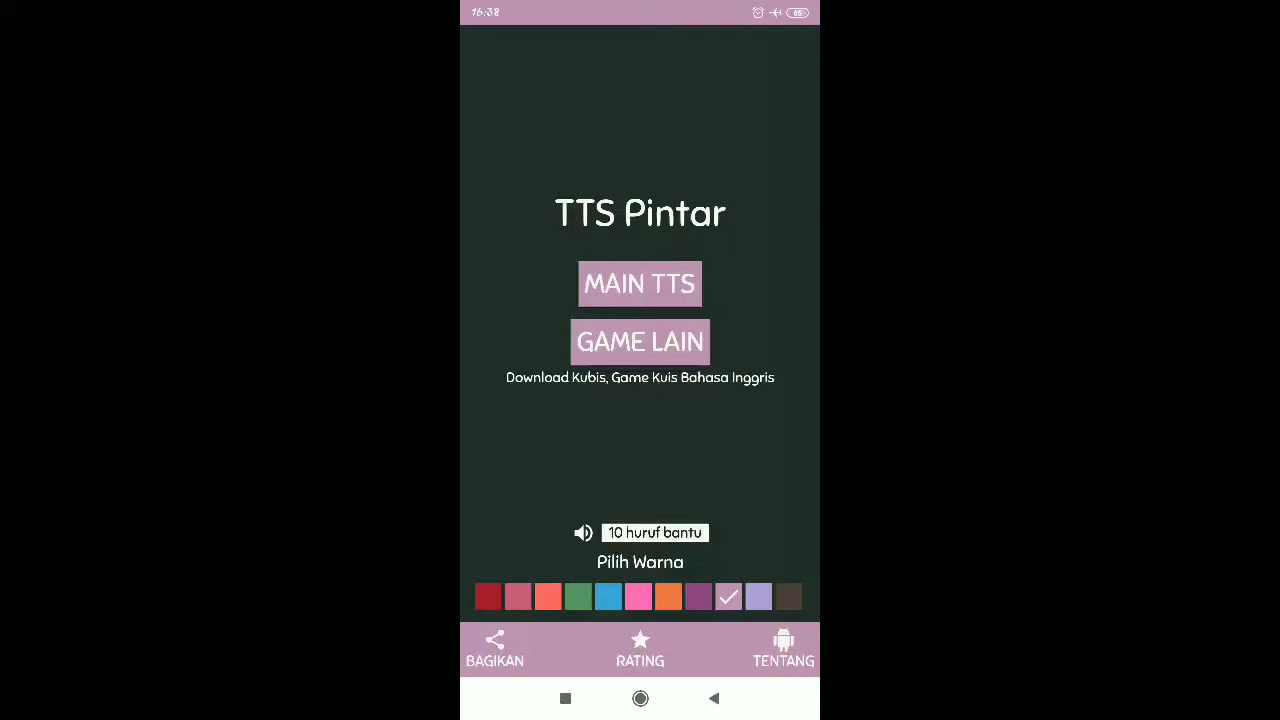 16:38
65
TTS Pintar
MAIN TTS
GAME LAIN
Download Kubis, Game Kuis Bahasa Inggris
10 huruf bantu
Pilih Warna
BAGIKAN RATING TENTANG